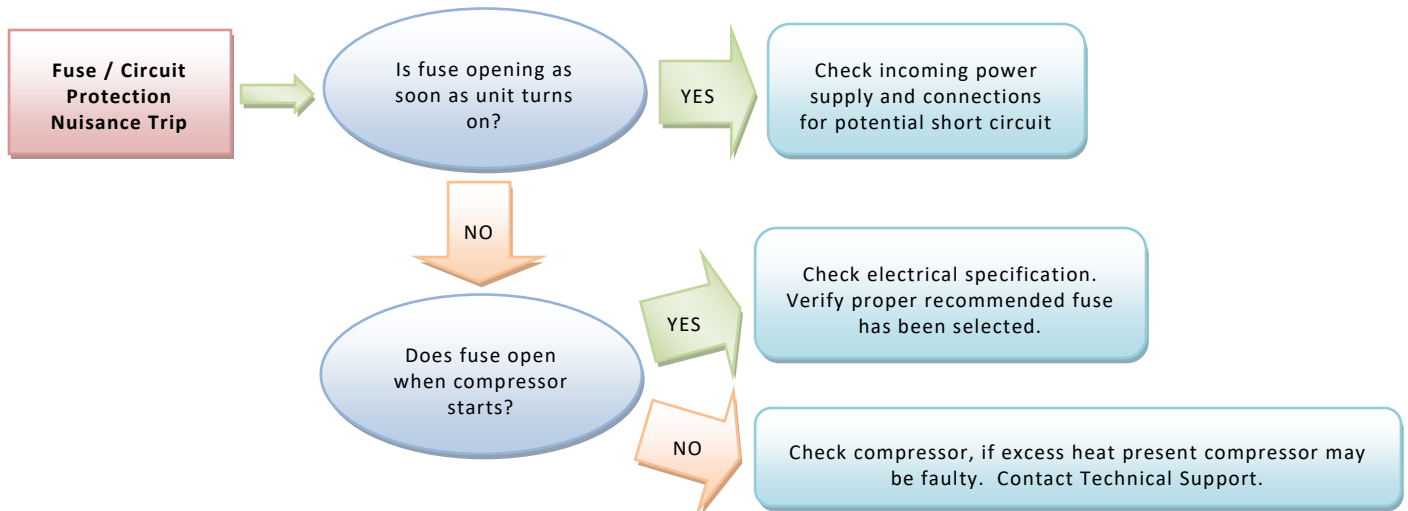 Fuse / Circuit
Protection
Nuisance Trip
Is fuse opening as
soon as unit turns
on?
YES
Check incoming power
supply and connections
for potential short circuit
NO
Does fuse open
when compressor
starts?
YES
Check electrical specification.
Verify proper recommended fuse
has been selected.
NO
Check compressor, if excess heat present compressor may
be faulty. Contact Technical Support.